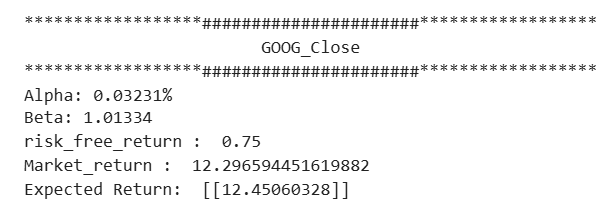 ******************######################******************
GOOG_Close
******************######################******************
Alpha: 0.03231%
Beta: 1.01334
risk_free_return :  0.75
Market_return :  12.296594451619882
Expected Return:  [[12.45060328]]